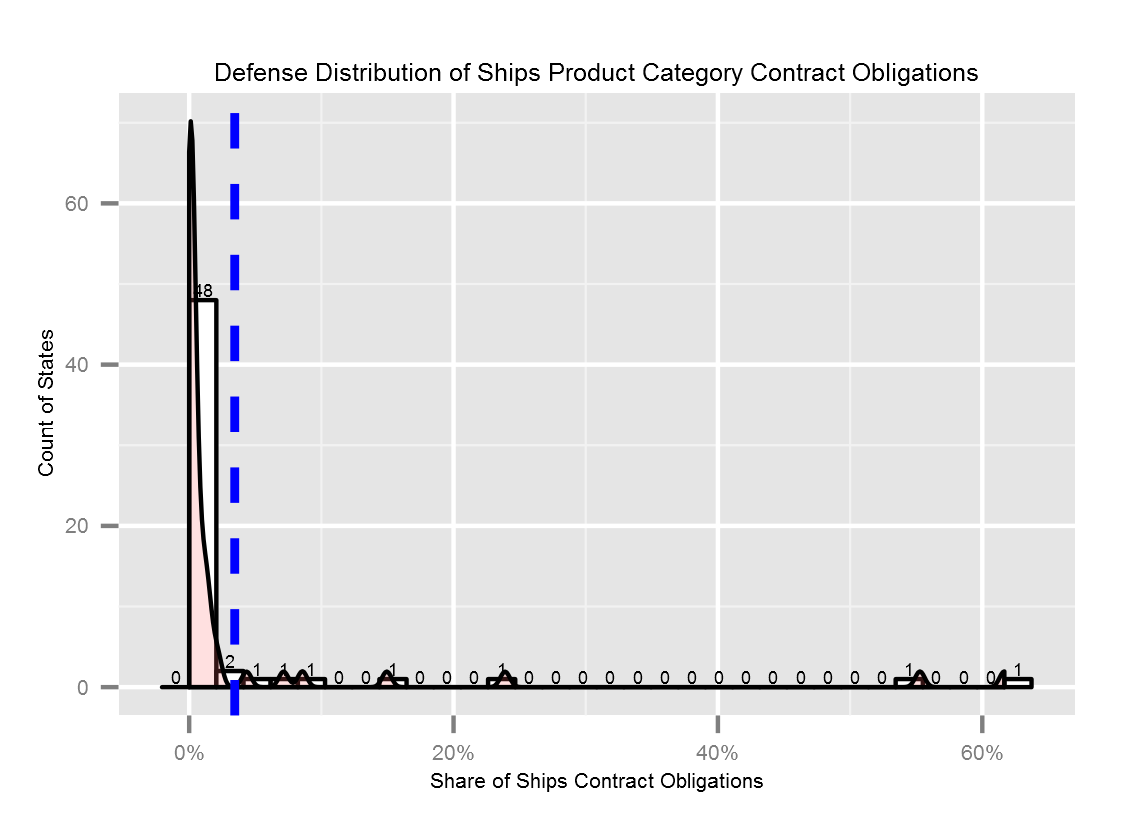 Defense Distribution of Ships Product Category Contract Obligations
Count of States
60
48
40
20
0
0 2 1 1 1 0 0 1 0 0 0 1 0 0 0 0 0 0 0 0 0 0 0 0 0 0 1 0 0 0 1
0% 20% 40% 60%
Share of Ships Contract Obligations